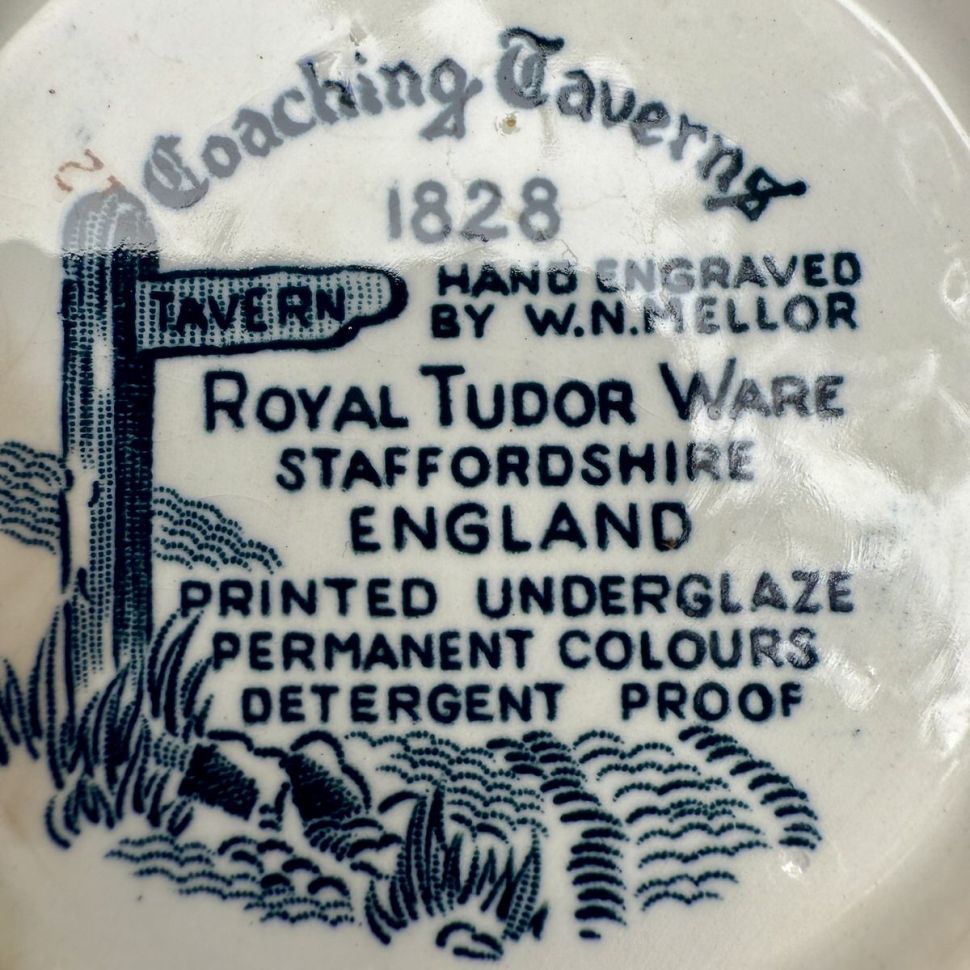 Coaching Taverns
1828
TAVERN
HAND ENGRAVED
BY W.N.MELLOR
ROYAL TUDOR WARE
STAFFORDSHIRE
ENGLAND
PRINTED UNDERGLAZE
PERMANENT COLOURS
DETERGENT PROOF